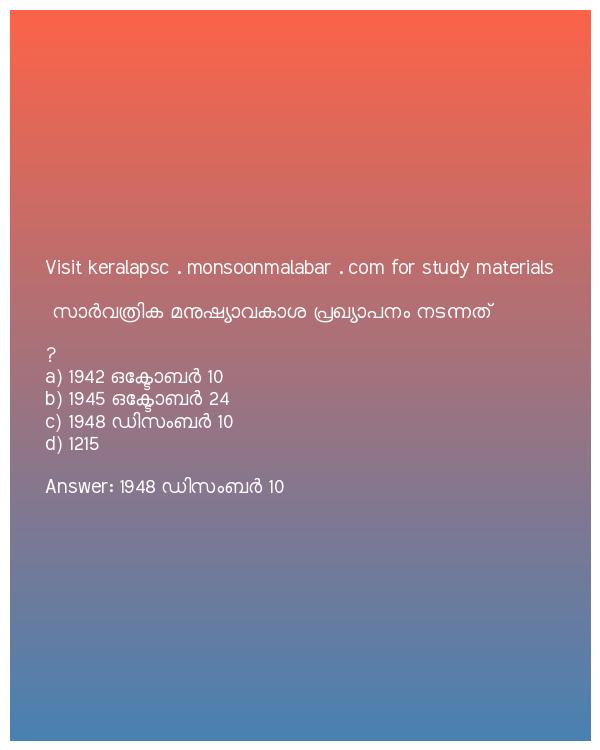 Visit keralapsc . monsoonmalabar . com for study materials
സാർവത്രിക മനുഷ്യാവകാശ പ്രഖ്യാപനം നടന്നത്
?
a) 1942 ഒക്ടോബർ 10
b) 1945 ഒക്ടോബർ 24
c) 1948 ഡിസംബർ 10
d) 1215
Answer: 1948 ഡിസംബർ 10